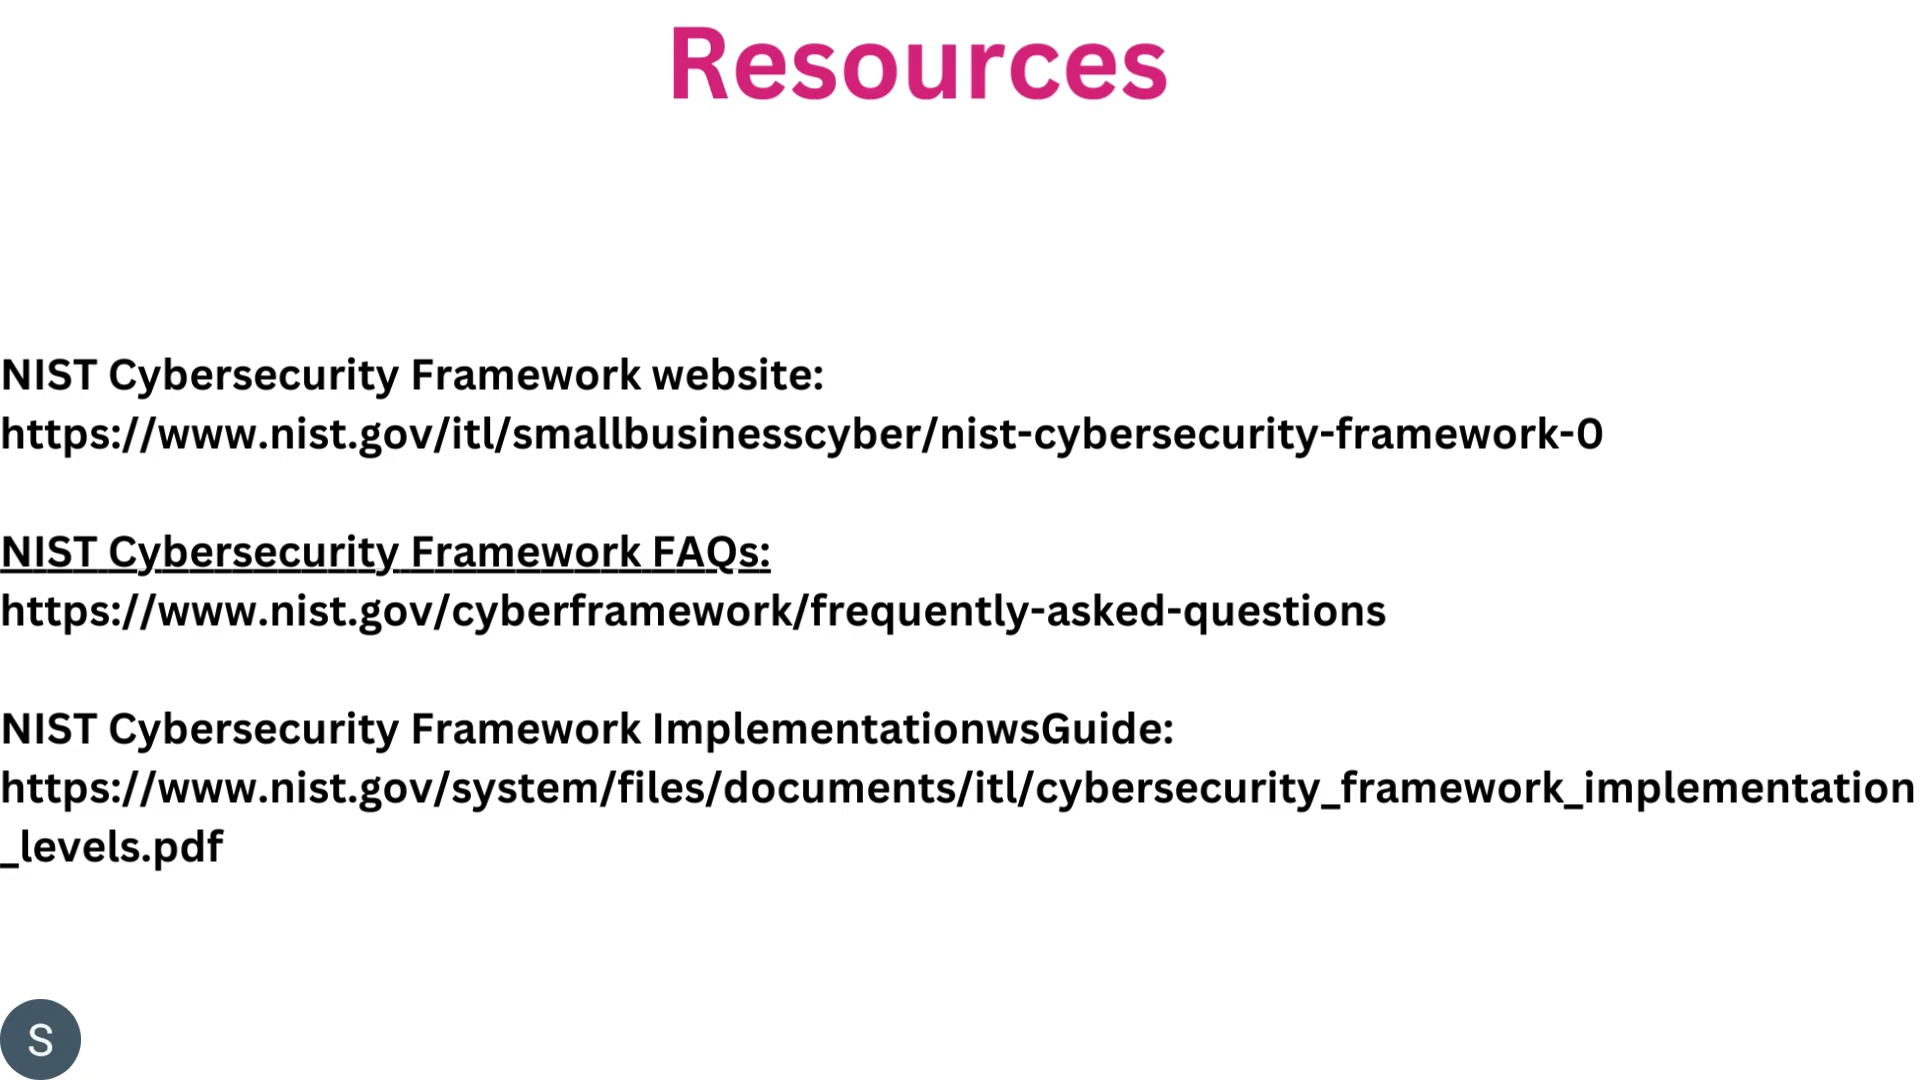 Resources
NIST Cybersecurity Framework website:
https://www.nist.gov/itl/smallbusinesscyber/nist-cybersecurity-framework-0
NIST Cybersecurity Framework FAQs:
https://www.nist.gov/cyberframework/frequently-asked-questions
NIST Cybersecurity Framework ImplementationwsGuide:
https://www.nist.gov/system/files/documents/itl/cybersecurity_framework_implementation
_levels.pdf
S